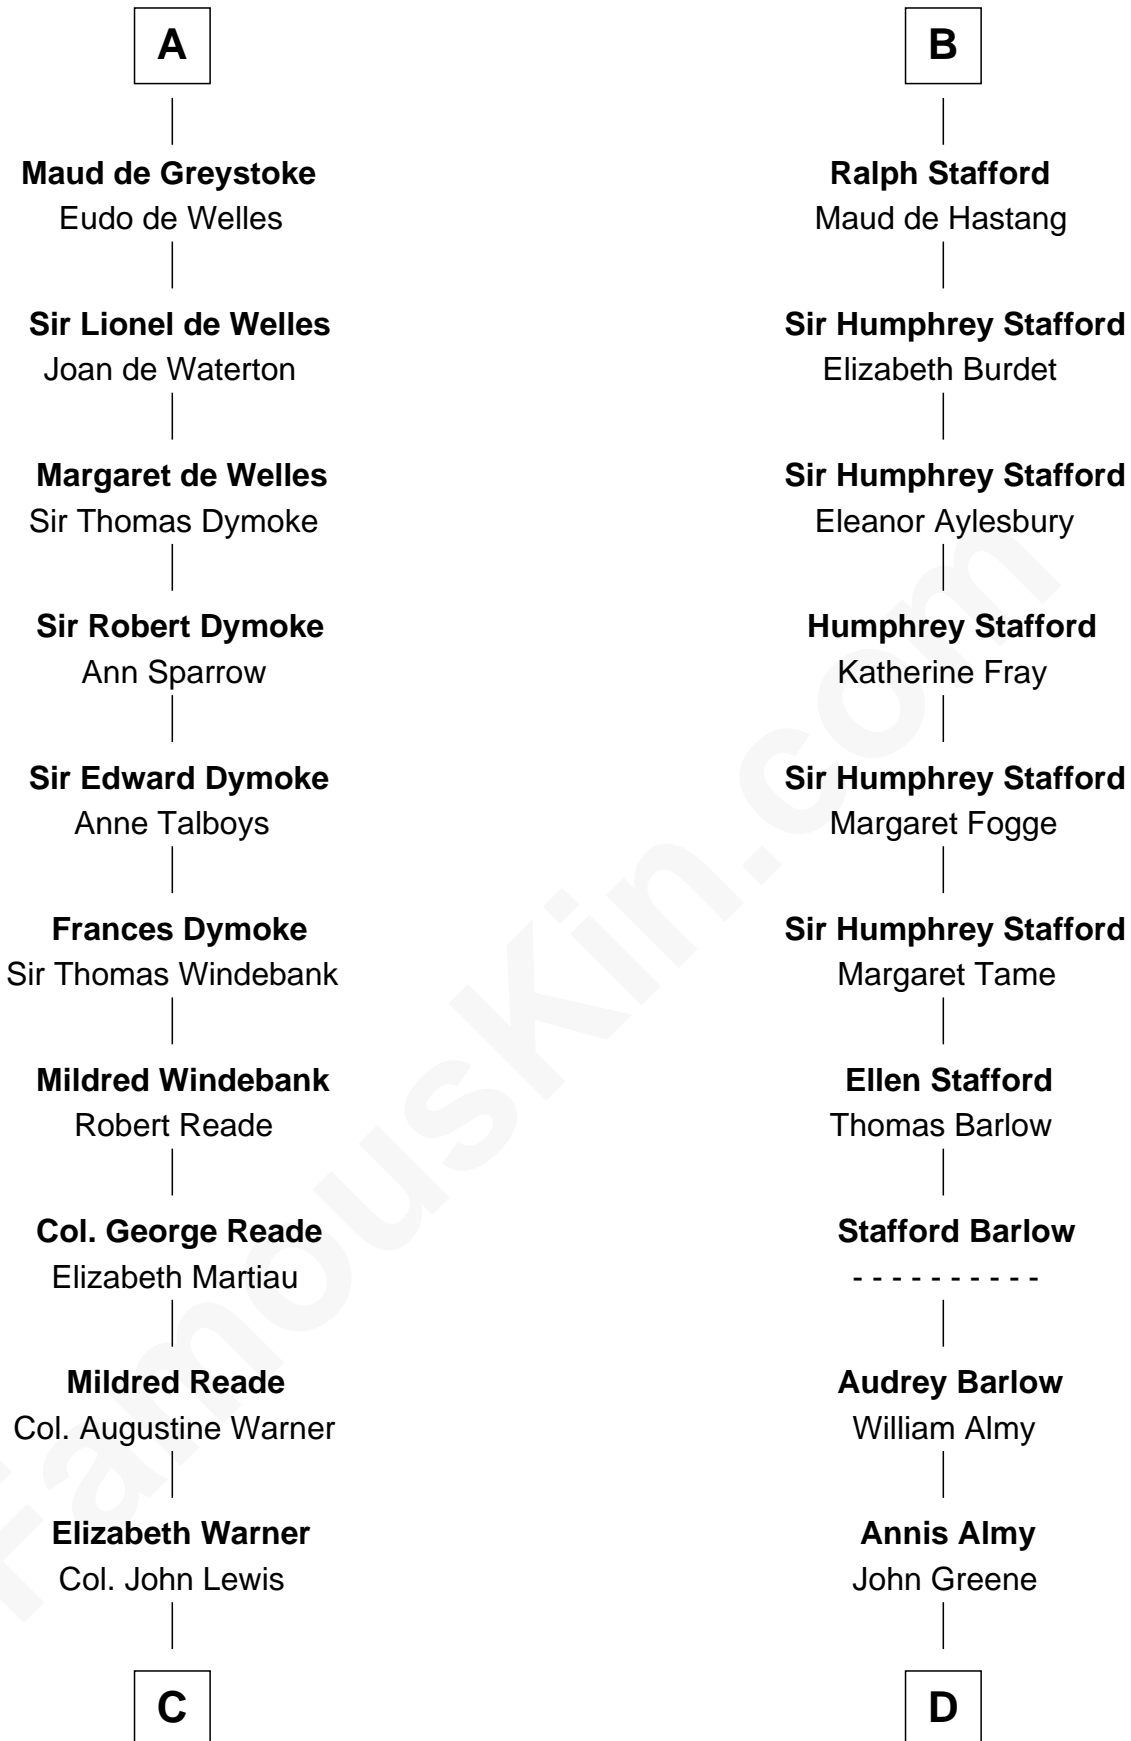 A
Maud de Greystoke
Eudo de Welles
Sir Lionel de Welles
Joan de Waterton
Margaret de Welles
Sir Thomas Dymoke
Sir Robert Dymoke
Ann Sparrow
Sir Edward Dymoke
Anne Talboys
Frances Dymoke
Sir Thomas Windebank
Mildred Windebank
Robert Reade
Col. George Reade
Elizabeth Martiau
Mildred Reade
Col. Augustine Warner
Elizabeth Warner
Col. John Lewis
C
B
Ralph Stafford
Maud de Hastang
Sir Humphrey Stafford
Elizabeth Burdet
Sir Humphrey Stafford
Eleanor Aylesbury
Humphrey Stafford
Katherine Fray
Sir Humphrey Stafford
Margaret Fogge
Sir Humphrey Stafford
Margaret Tame
Ellen Stafford
Thomas Barlow
Stafford Barlow
- - - - - - - - - -
Audrey Barlow
William Almy
Annis Almy
John Greene
D
FamousKin.com